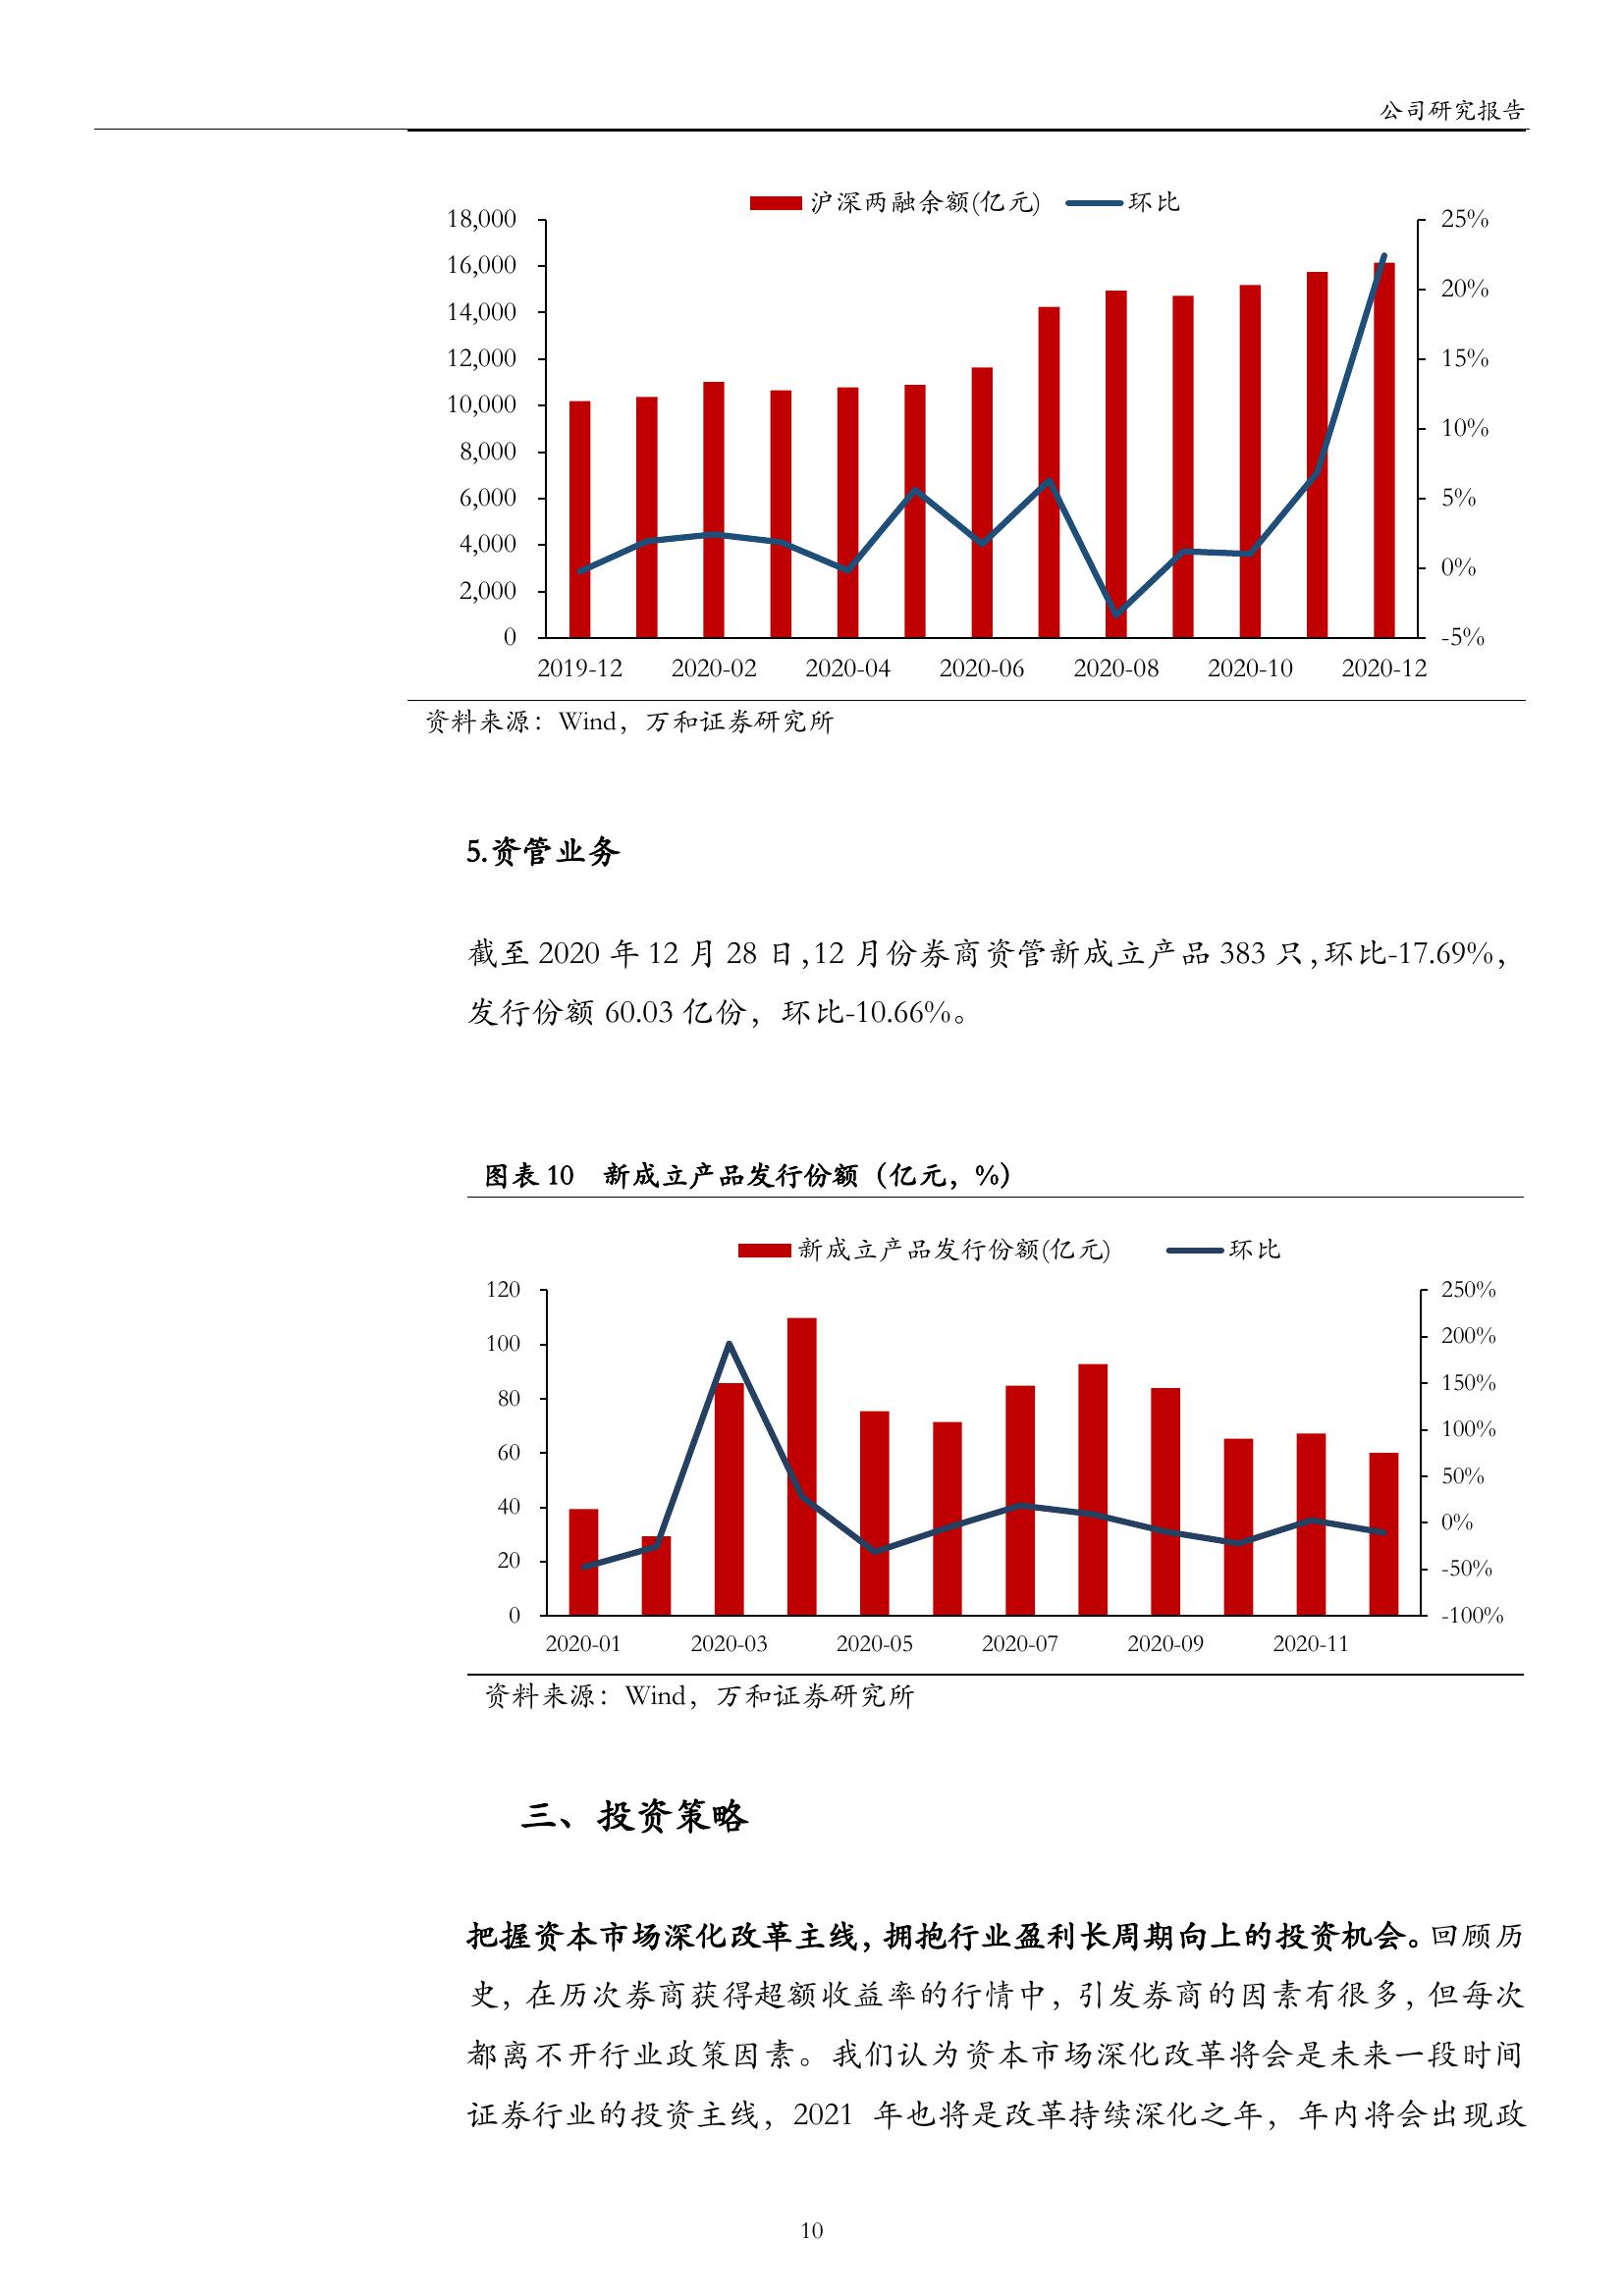 公司研究报告
沪深两融余额(亿元) 环比
18,000 25%
16,000 20%
14,000 15%
12,000 10%
10,000 5%
8,000 0%
6,000 -5%
4,000
2,000
0
2019-12 2020-02 2020-04 2020-06 2020-08 2020-10 2020-12
资料来源：Wind，万和证券研究所
5.资管业务
截至 2020 年 12 月 28 日,12 月份券商资管新成立产品 383 只,环比-17.69%，
发行份额 60.03 亿份，环比-10.66%。
图表 10 新成立产品发行份额（亿元，%）
新成立产品发行份额(亿元) 环比
120 250%
100 200%
80 150%
60 100%
40 50%
20 0%
0 -50%
-100%
2020-01 2020-03 2020-05 2020-07 2020-09 2020-11
资料来源：Wind，万和证券研究所
三、投资策略
把握资本市场深化改革主线，拥抱行业盈利长周期向上的投资机会。回顾历
史，在历次券商获得超额收益率的行情中，引发券商的因素有很多，但每次
都离不开行业政策因素。我们认为资本市场深化改革将会是未来一段时间
证券行业的投资主线，2021 年也将是改革持续深化之年，年内将会出现政
10